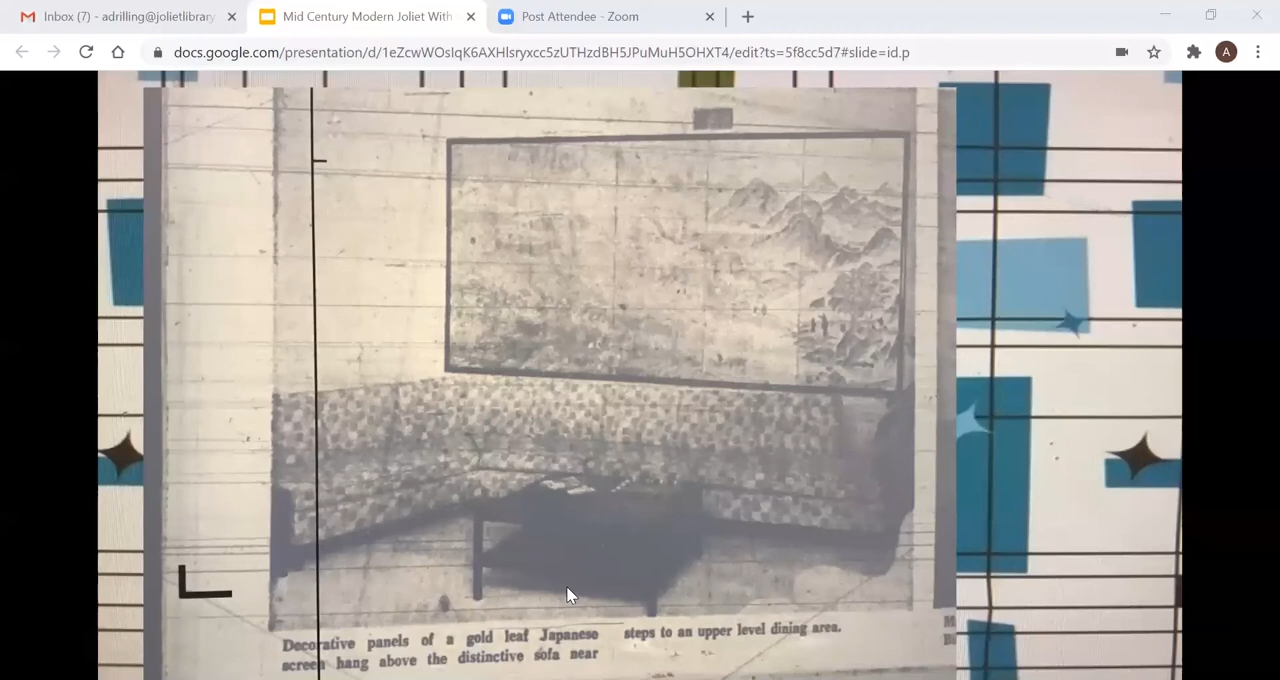 Inbox (7) - adrilling@jolietlibrary
Mid Century Modern Joliet With
Post Attendee - Zoom
docs.google.com/presentation/d/1eZcwWOsIqK6AXHlsryxcc5zUTHzdBH5JPuMuH5OHXT4/edit?ts=5f8cc5d7#slide=id.p
A
Decorative panels of a gold leaf Japanese
screen hang above the distinctive sofa near
steps to an upper level dining area.